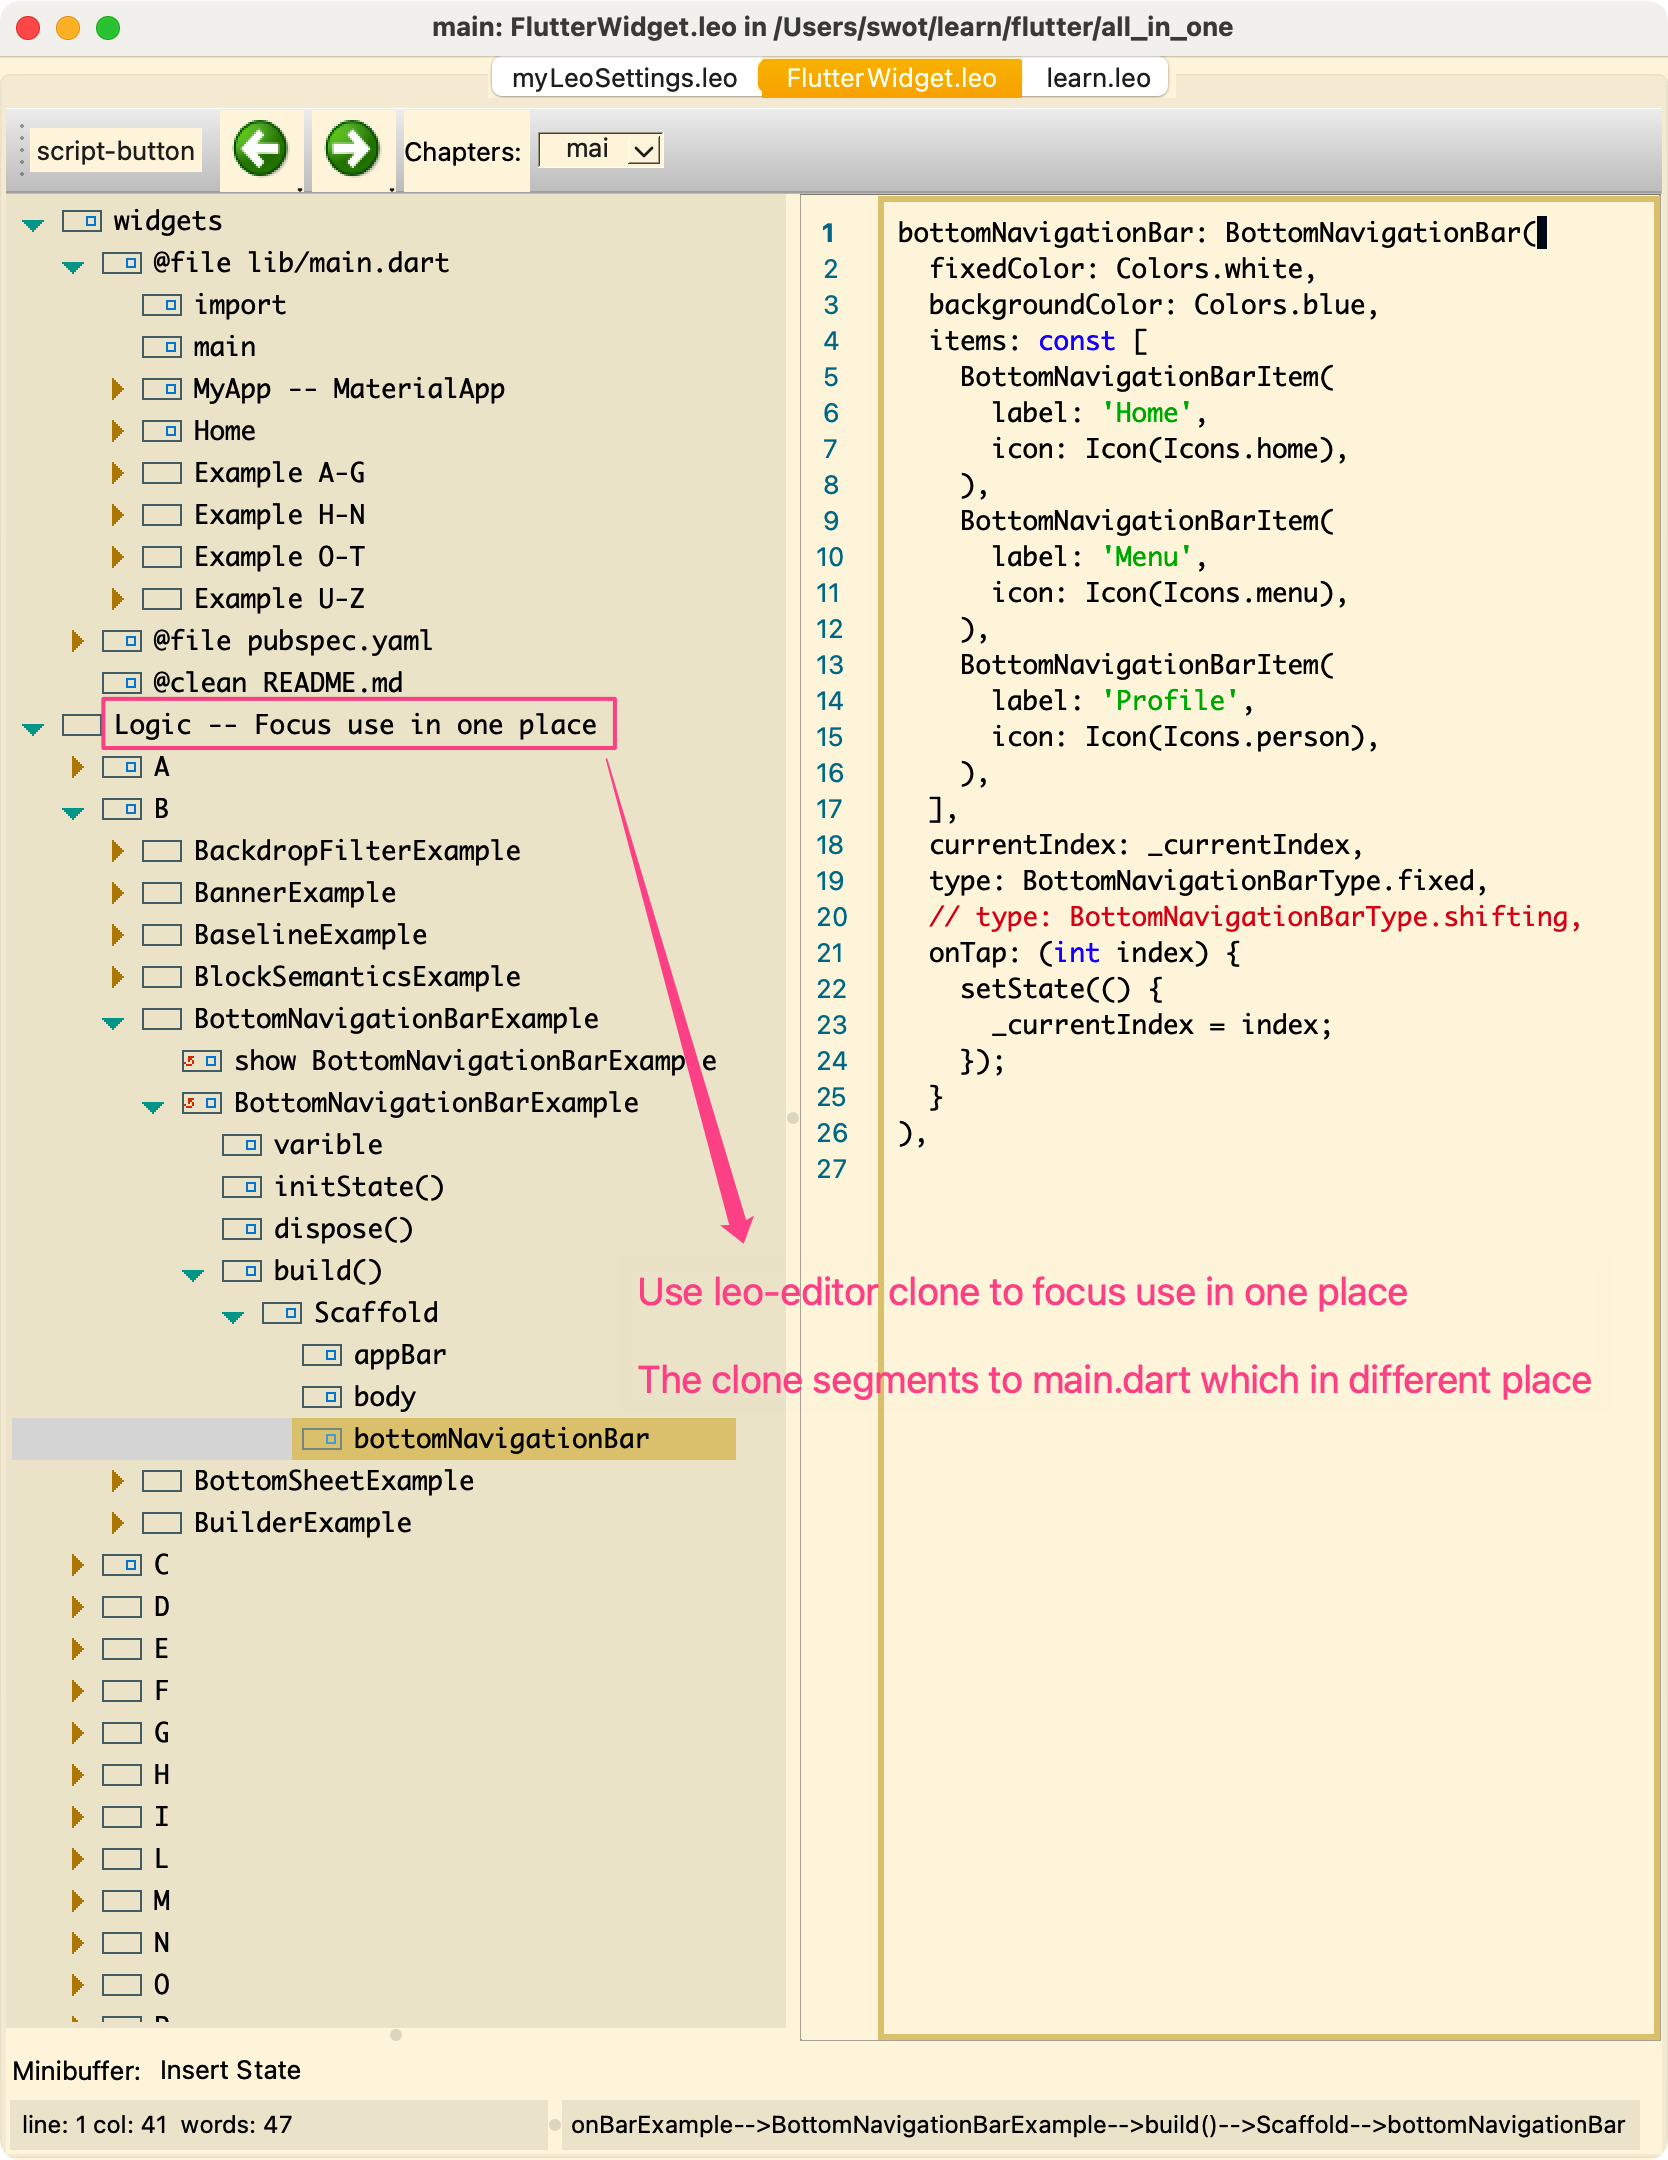 main: FlutterWidget.leo in /Users/swot/learn/flutter/all_in_one
myLeoSettings.leo
FlutterWidget.leo
learn.leo
script-button
Chapters:
mai
widgets
@file lib/main.dart
import
main
MyApp -- MaterialApp
Home
Example A-G
Example H-N
Example O-T
Example U-Z
@file pubspec.yaml
@clean README.md
Logic -- Focus use in one place
A
B
BackdropFilterExample
BannerExample
BaselineExample
BlockSemanticsExample
BottomNavigationBarExample
show BottomNavigationBarExample
BottomNavigationBarExample
varible
initState()
dispose()
build()
Scaffold
appBar
body
bottomNavigationBar
BottomSheetExample
BuilderExample
C
D
E
F
G
H
I
L
M
N
O
1 bottomNavigationBar: BottomNavigationBar(
2 fixedColor: Colors.white,
3 backgroundColor: Colors.blue,
4 items: const [
5 BottomNavigationBarItem(
6 label: 'Home',
7 icon: Icon(Icons.home),
8 ),
9 BottomNavigationBarItem(
10 label: 'Menu',
11 icon: Icon(Icons.menu),
12 ),
13 BottomNavigationBarItem(
14 label: 'Profile',
15 icon: Icon(Icons.person),
16 ),
17 ],
18 currentIndex: _currentIndex,
19 type: BottomNavigationBarType.fixed,
20 // type: BottomNavigationBarType.shifting,
21 onTap: (int index) {
22 setState(() {
23 _currentIndex = index;
24 });
25 }
26 ),
27
Use leo-editor clone to focus use in one place
The clone segments to main.dart which in different place
Minibuffer: Insert State
line: 1 col: 41 words: 47
onBarExample-->BottomNavigationBarExample-->build()-->Scaffold-->bottomNavigationBar